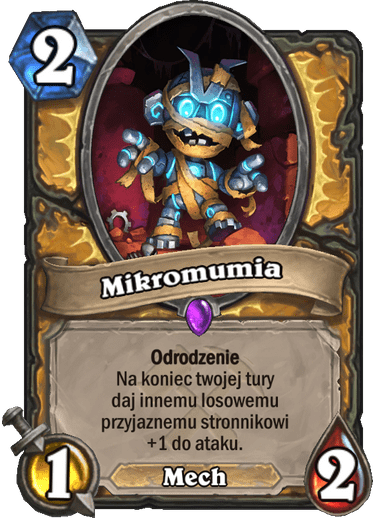 2
Mikromumia
Odrodzenie
Na koniec twojej tury
daj innemu losowemu
przyjaznemu stronnikowi
+1 do ataku.
1
Mech
2